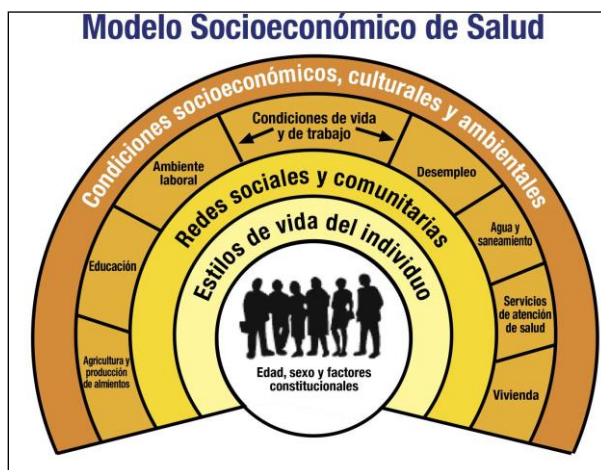 Modelo Socioeconómico de Salud
Condiciones socioeconómicos, culturales y ambientales
Condiciones de vida
y de trabajo
Ambiente
laboral
Desempleo
Educación
Agua y
saneamiento
Agricultura y
producción
de almientos
Servicios
de atención
de salud
Vivienda
Redes sociales y comunitarias
Estilos de vida del individuo
Edad, sexo y factores
constitucionales